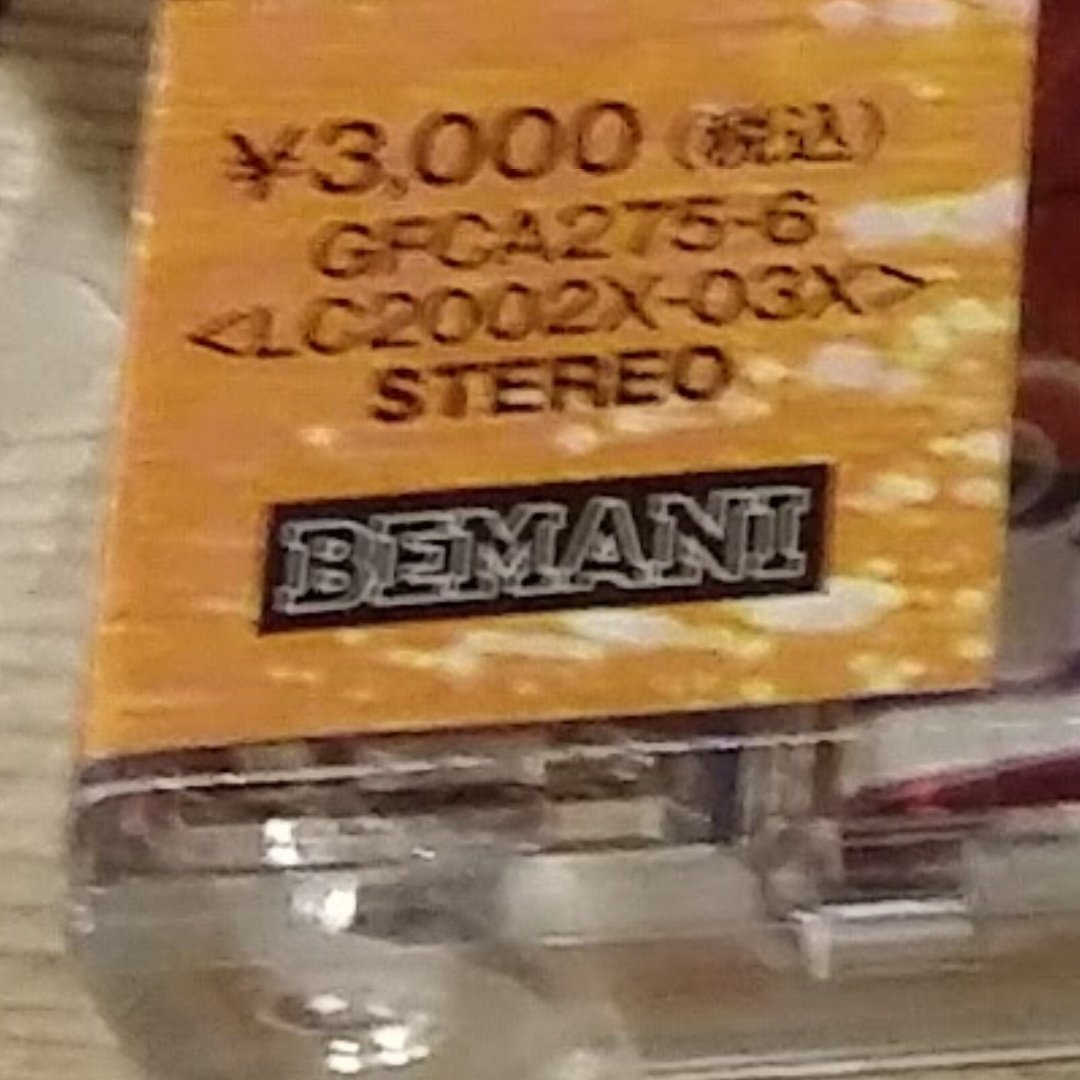 ¥3,000 (税込)
GFCA275-6
<LC2002X-03X>
STEREO
BEMANI